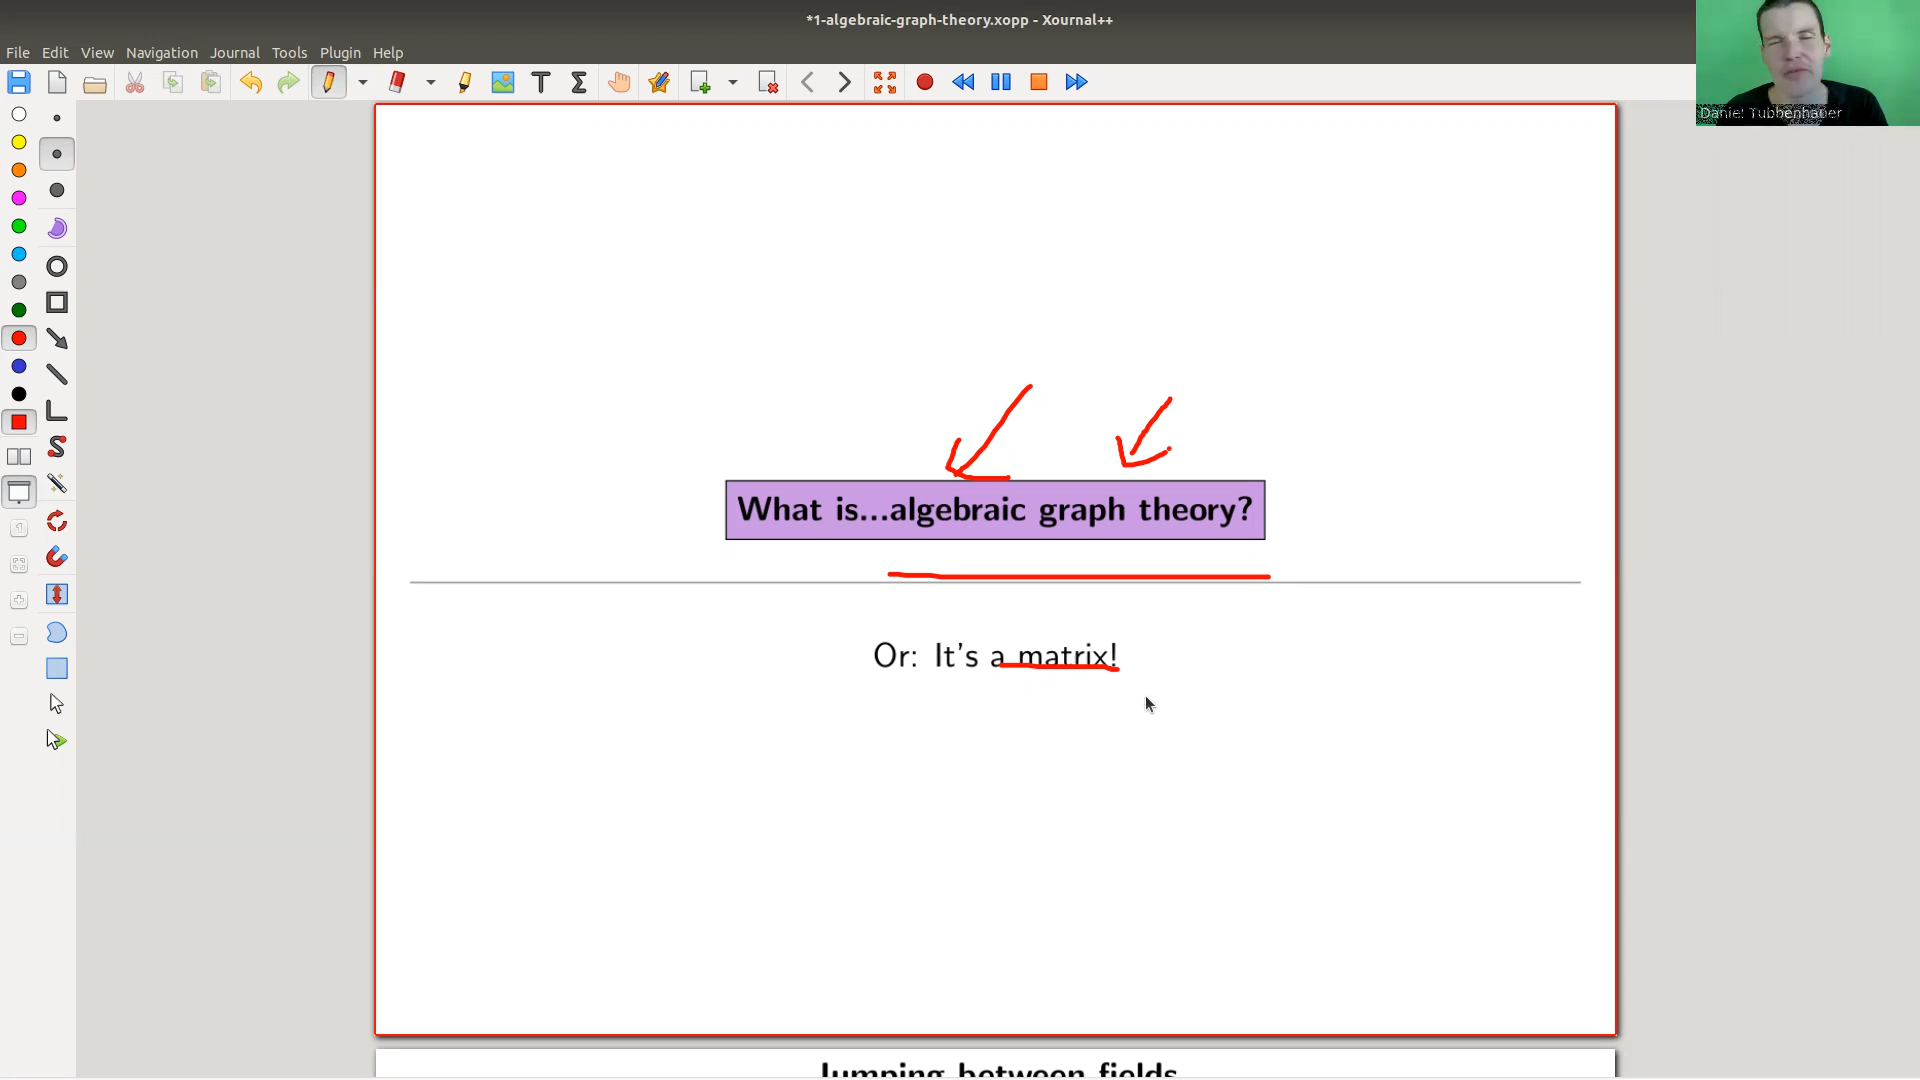 *1-algebraic-graph-theory.xopp - Xournal++
File Edit View Navigation Journal Tools Plugin Help
Daniel Tubbenhauer
What is...algebraic graph theory?
Or: It's a matrix!
Jumping between fields